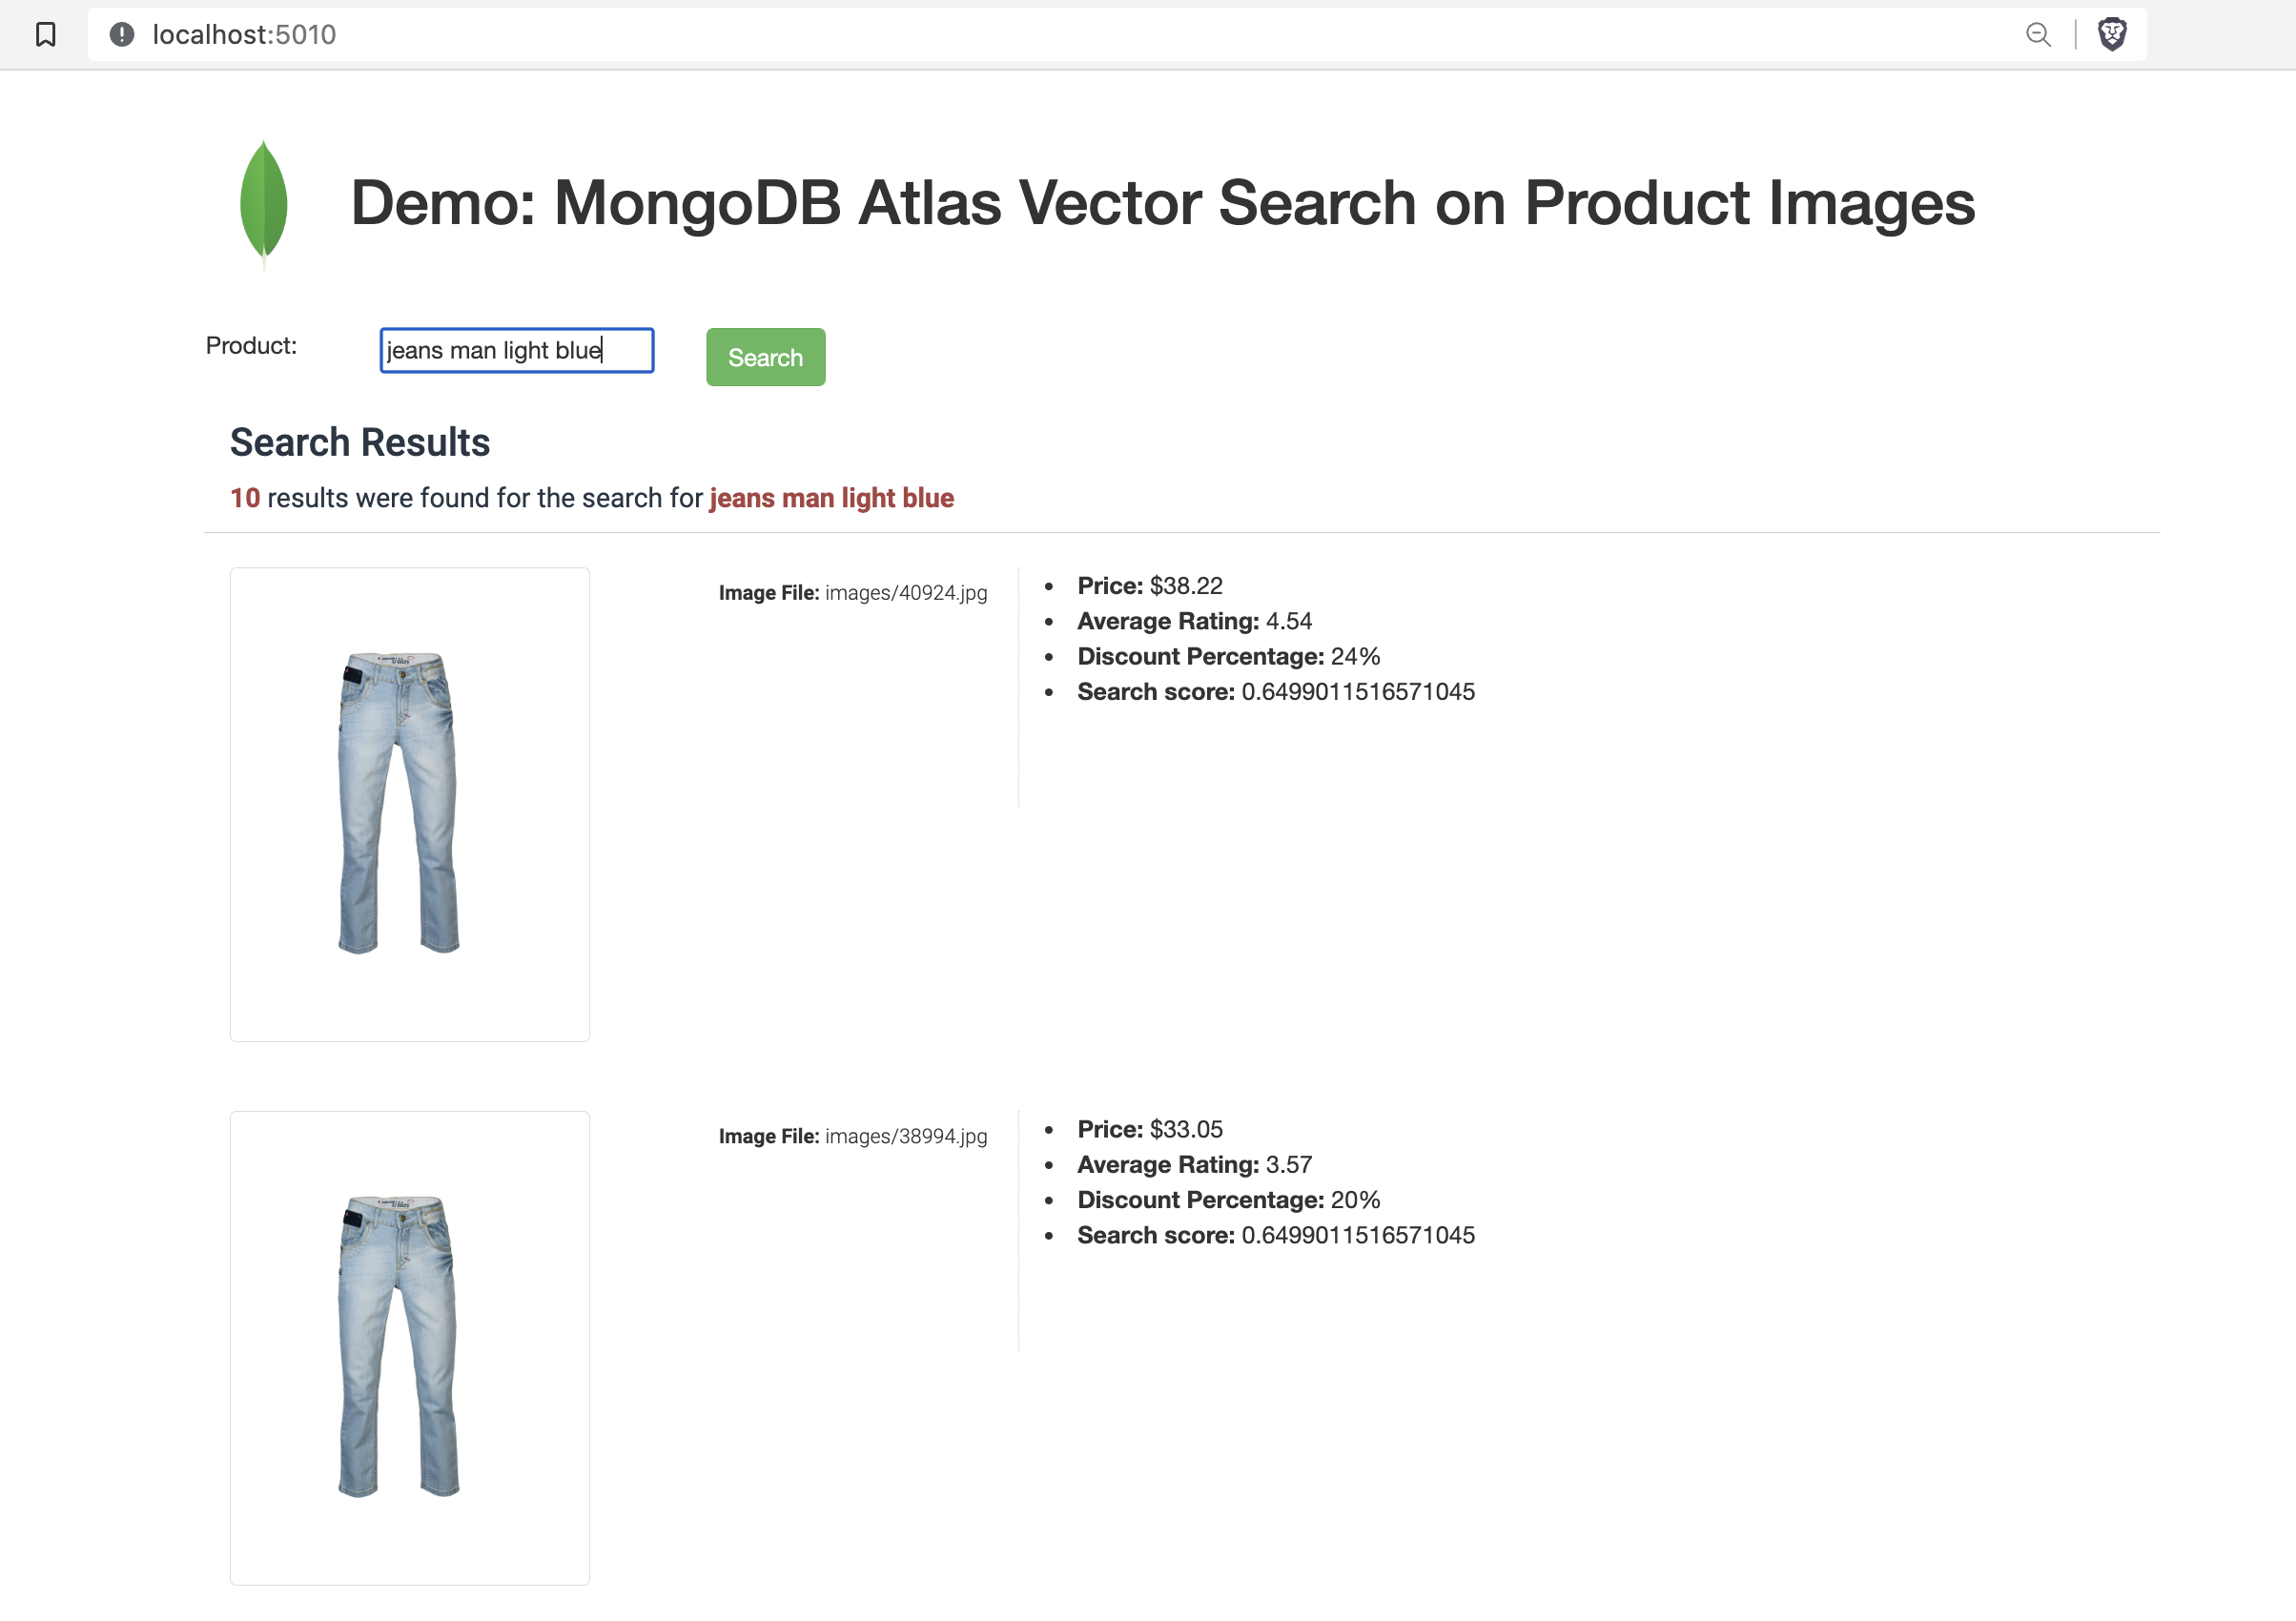 localhost:5010
Demo: MongoDB Atlas Vector Search on Product Images
Product: jeans man light blue Search
Search Results
10 results were found for the search for jeans man light blue
Image File: images/40924.jpg
Price: $38.22
Average Rating: 4.54
Discount Percentage: 24%
Search score: 0.6499011516571045
Image File: images/38994.jpg
Price: $33.05
Average Rating: 3.57
Discount Percentage: 20%
Search score: 0.6499011516571045